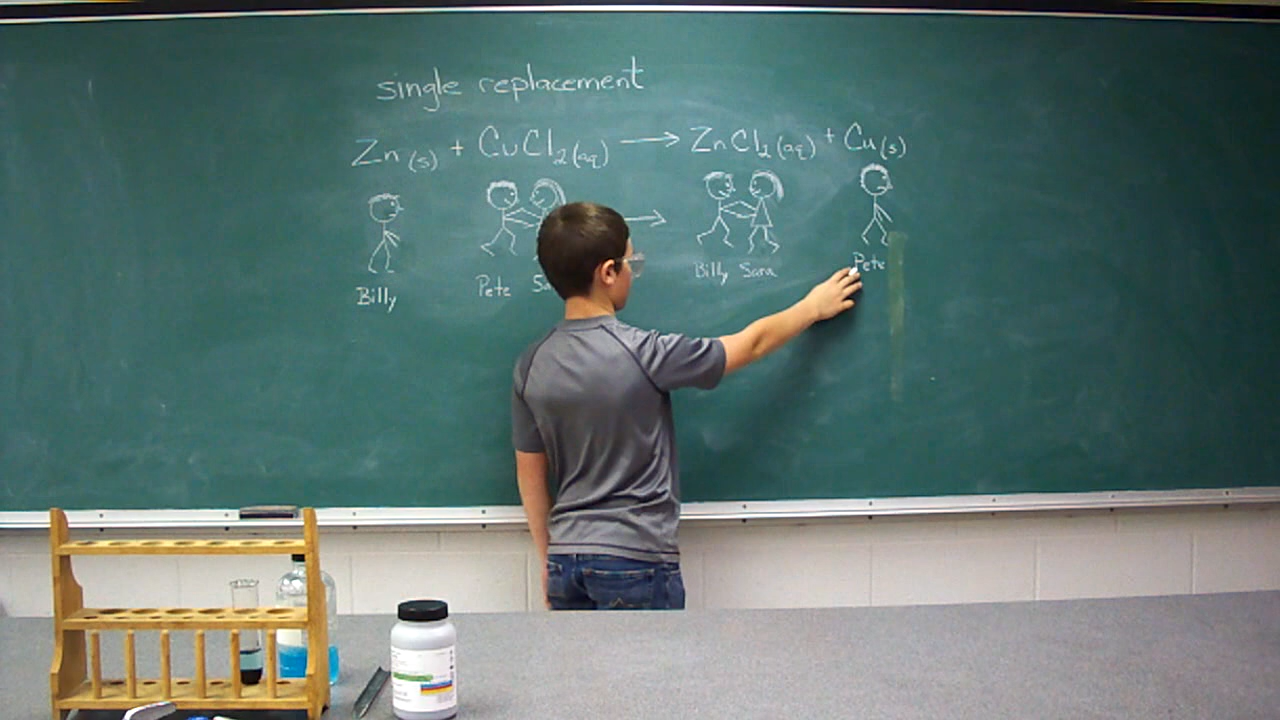 single replacement
Zn (s) + CuCl2 (aq) → ZnCl2 (aq) + Cu (s)
Billy Pete Billy Sara Pete